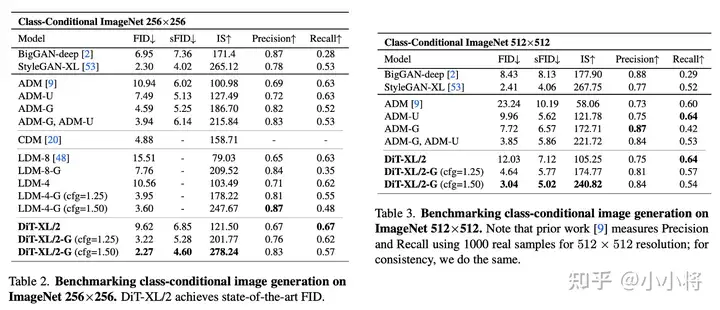 Class-Conditional ImageNet 256×256
Model FID↓ sFID↓ IS↑ Precision↑ Recall↑
BigGAN-deep [2] 6.95 7.36 171.4 0.87 0.28
StyleGAN-XL [53] 2.30 4.02 265.12 0.78 0.53
ADM [9] 10.94 6.02 100.98 0.69 0.63
ADM-U 7.49 5.13 127.49 0.72 0.63
ADM-G 4.59 5.25 186.70 0.82 0.52
ADM-G, ADM-U 3.94 6.14 215.84 0.83 0.53
CDM [20] 4.88 - 158.71 - -
LDM-8 [48] 15.51 - 79.03 0.65 0.63
LDM-8-G 7.76 - 209.52 0.84 0.35
LDM-4 10.56 - 103.49 0.71 0.62
LDM-4-G (cfg=1.25) 3.95 - 178.22 0.81 0.55
LDM-4-G (cfg=1.50) 3.60 - 247.67 0.87 0.48
DiT-XL/2 9.62 6.85 121.50 0.67 0.67
DiT-XL/2-G (cfg=1.25) 3.22 5.28 201.77 0.76 0.62
DiT-XL/2-G (cfg=1.50) 2.27 4.60 278.24 0.83 0.57
Table 2. Benchmarking class-conditional image generation on
ImageNet 256×256. DiT-XL/2 achieves state-of-the-art FID.
Class-Conditional ImageNet 512×512
Model FID↓ sFID↓ IS↑ Precision↑ Recall↑
BigGAN-deep [2] 8.43 8.13 177.90 0.88 0.29
StyleGAN-XL [53] 2.41 4.06 267.75 0.77 0.52
ADM [9] 23.24 10.19 58.06 0.73 0.60
ADM-U 9.96 5.62 121.78 0.75 0.64
ADM-G 7.72 6.57 172.71 0.87 0.42
ADM-G, ADM-U 3.85 5.86 221.72 0.84 0.53
DiT-XL/2 12.03 7.12 105.25 0.75 0.64
DiT-XL/2-G (cfg=1.25) 4.64 5.77 174.77 0.81 0.57
DiT-XL/2-G (cfg=1.50) 3.04 5.02 240.82 0.84 0.54
Table 3. Benchmarking class-conditional image generation on
ImageNet 512×512. Note that prior work [9] measures Precision
and Recall using 1000 real samples for 512 × 512 resolution; for
consistency, we do the same.
知乎 @小小将